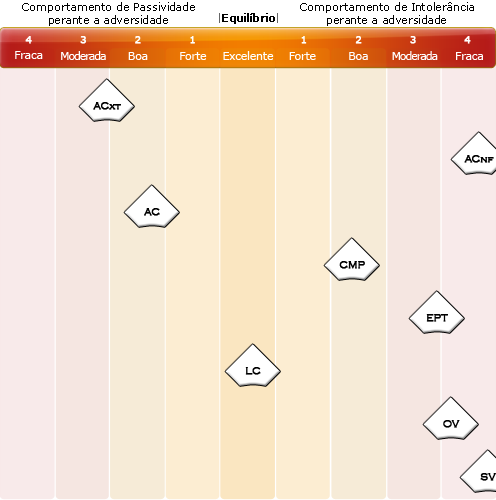 Comportamento de Passividade
perante a adversidade
|Equilíbrio|
Comportamento de Intolerância
perante a adversidade
4 3 2 1 1 2 3 4
Fraca Moderada Boa Forte Excelente Forte Boa Moderada Fraca
ACXT
ACNF
AC
CMP
EPT
LC
OV
SV